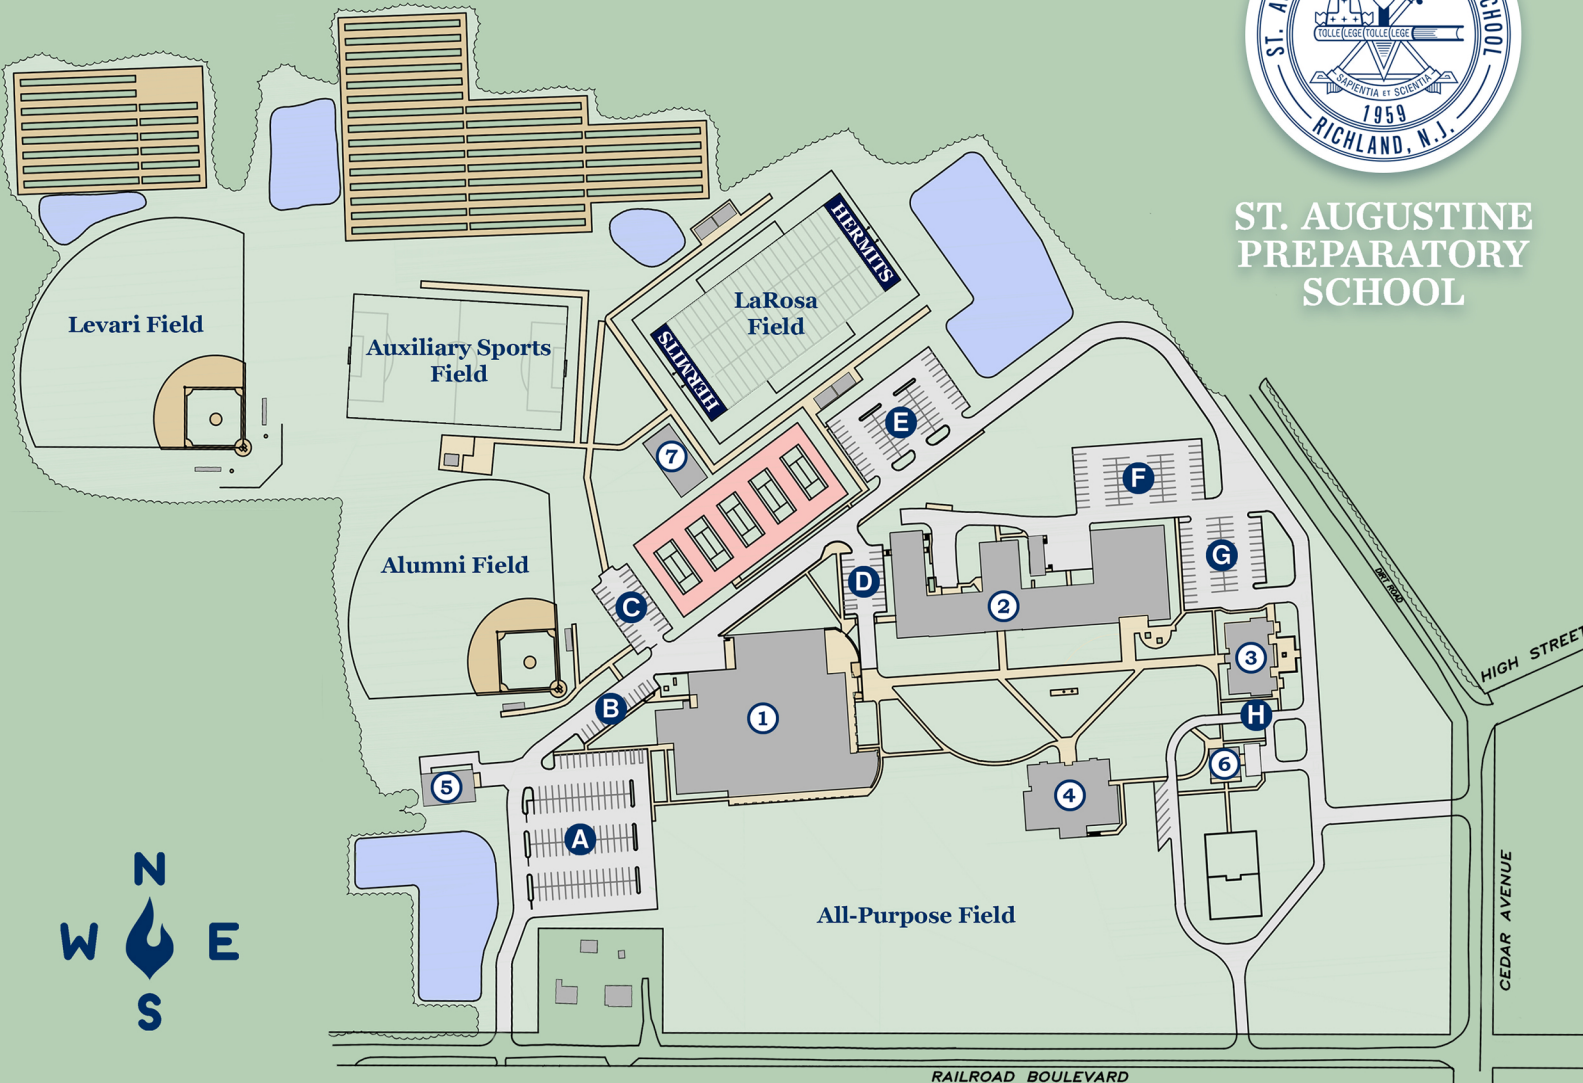 SCHOOL
TOLLE LEGE TOLLE LEGE
SAPIENTIA ET SCIENTIA
1959
RICHLAND, N.J.
ST. AUGUSTINE
PREPARATORY
SCHOOL
HERMITS
LaRosa
Field
HERMITS
Levari Field
Auxiliary Sports
Field
E
7
F
Alumni Field
G
D
DIRT ROAD
C
2
3
HIGH STREET
B
1
H
6
5
4
A
N
W E
S
All-Purpose Field
CEDAR AVENUE
RAILROAD BOULEVARD